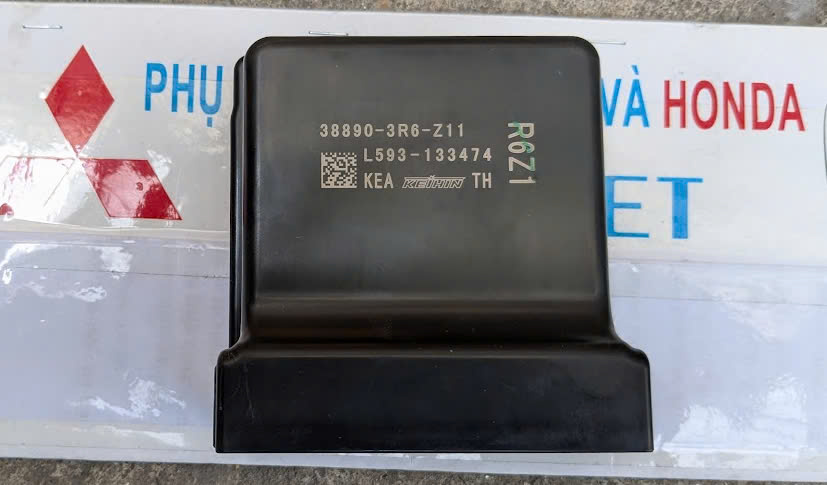 PHỤ
VÀ HONDA
ET
38890-3R6-Z11
L593-133474
KEA KEIHIN TH
R6Z1